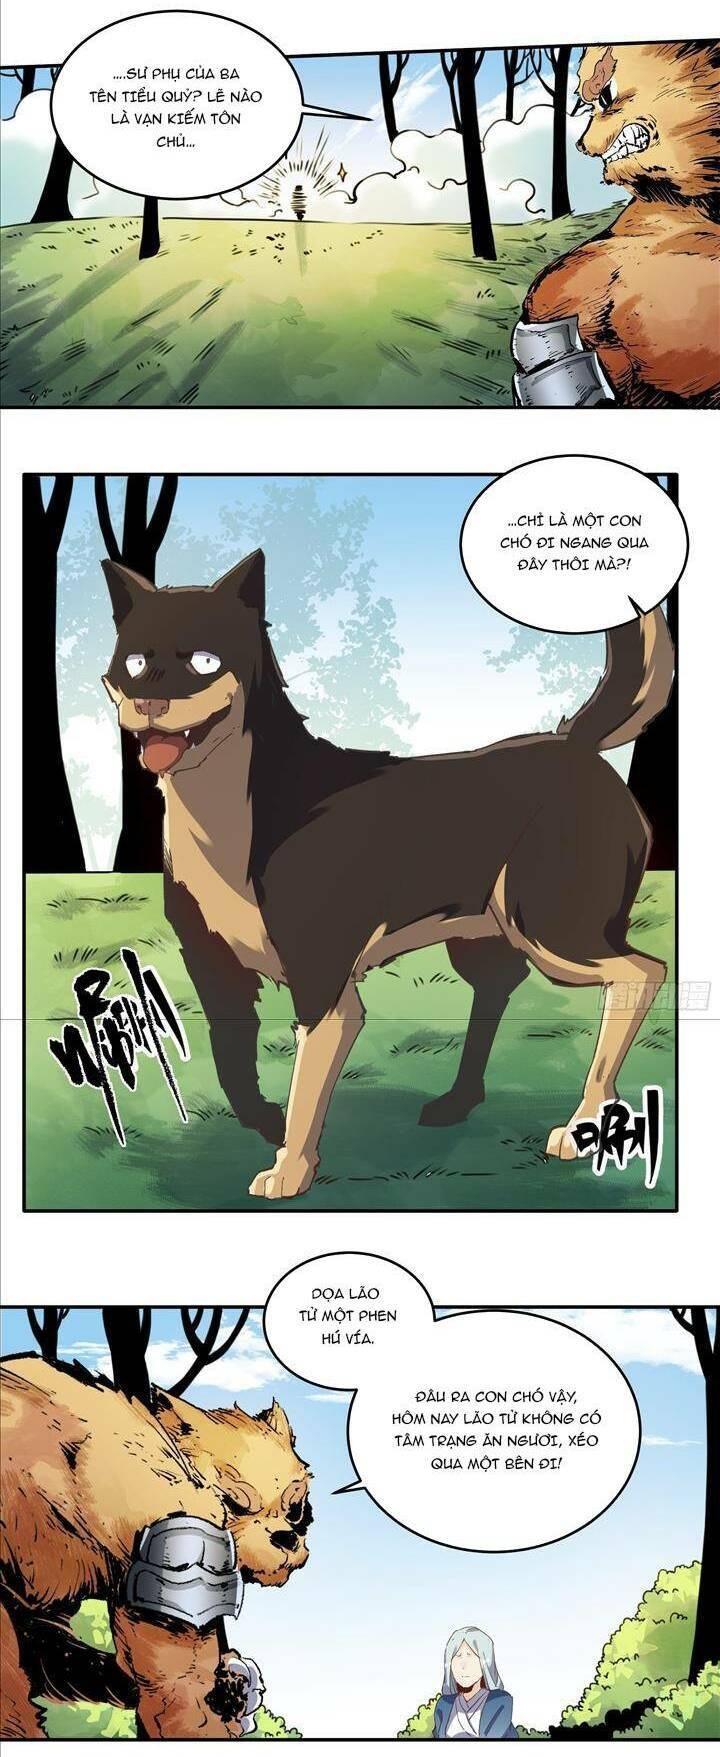 ....SƯ PHỤ CỦA BA
TÊN TIỂU QUỶ? LẼ NÀO
LÀ VẠN KIẾM TÔN
CHỦ...
...CHỈ LÀ MỘT CON
CHÓ ĐI NGANG QUA
ĐÂY THÔI MÀ?!
唰
唰
DỌA LÃO
TỬ MỘT PHEN
HÚ VÍA.
ĐÂU RA CON CHÓ VẬY,
HÔM NAY LÃO TỬ KHÔNG CÓ
TÂM TRẠNG ĂN NGƯƠI, XÉO
QUA MỘT BÊN ĐI!